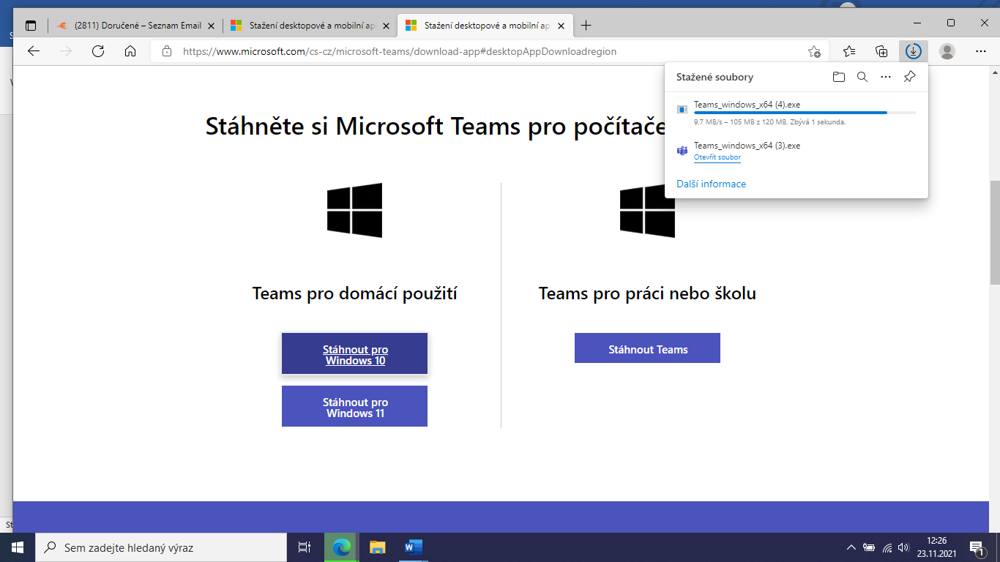 (2811) Doručené – Seznam Email
Stažení desktopové a mobilní ap
Stažení desktopové a mobilní ap
https://www.microsoft.com/cs-cz/microsoft-teams/download-app#desktopAppDownloadregion
Stažené soubory
Teams_windows_x64 (4).exe
9,7 MB/s – 105 MB z 120 MB, Zbývá 1 sekunda.
Teams_windows_x64 (3).exe
Otevřít soubor
Další informace
Stáhněte si Microsoft Teams pro počítače
Teams pro domácí použití
Teams pro práci nebo školu
Stáhnout pro
Windows 10
Stáhnout Teams
Stáhnout pro
Windows 11
St
Sem zadejte hledaný výraz
12:26
23.11.2021
1